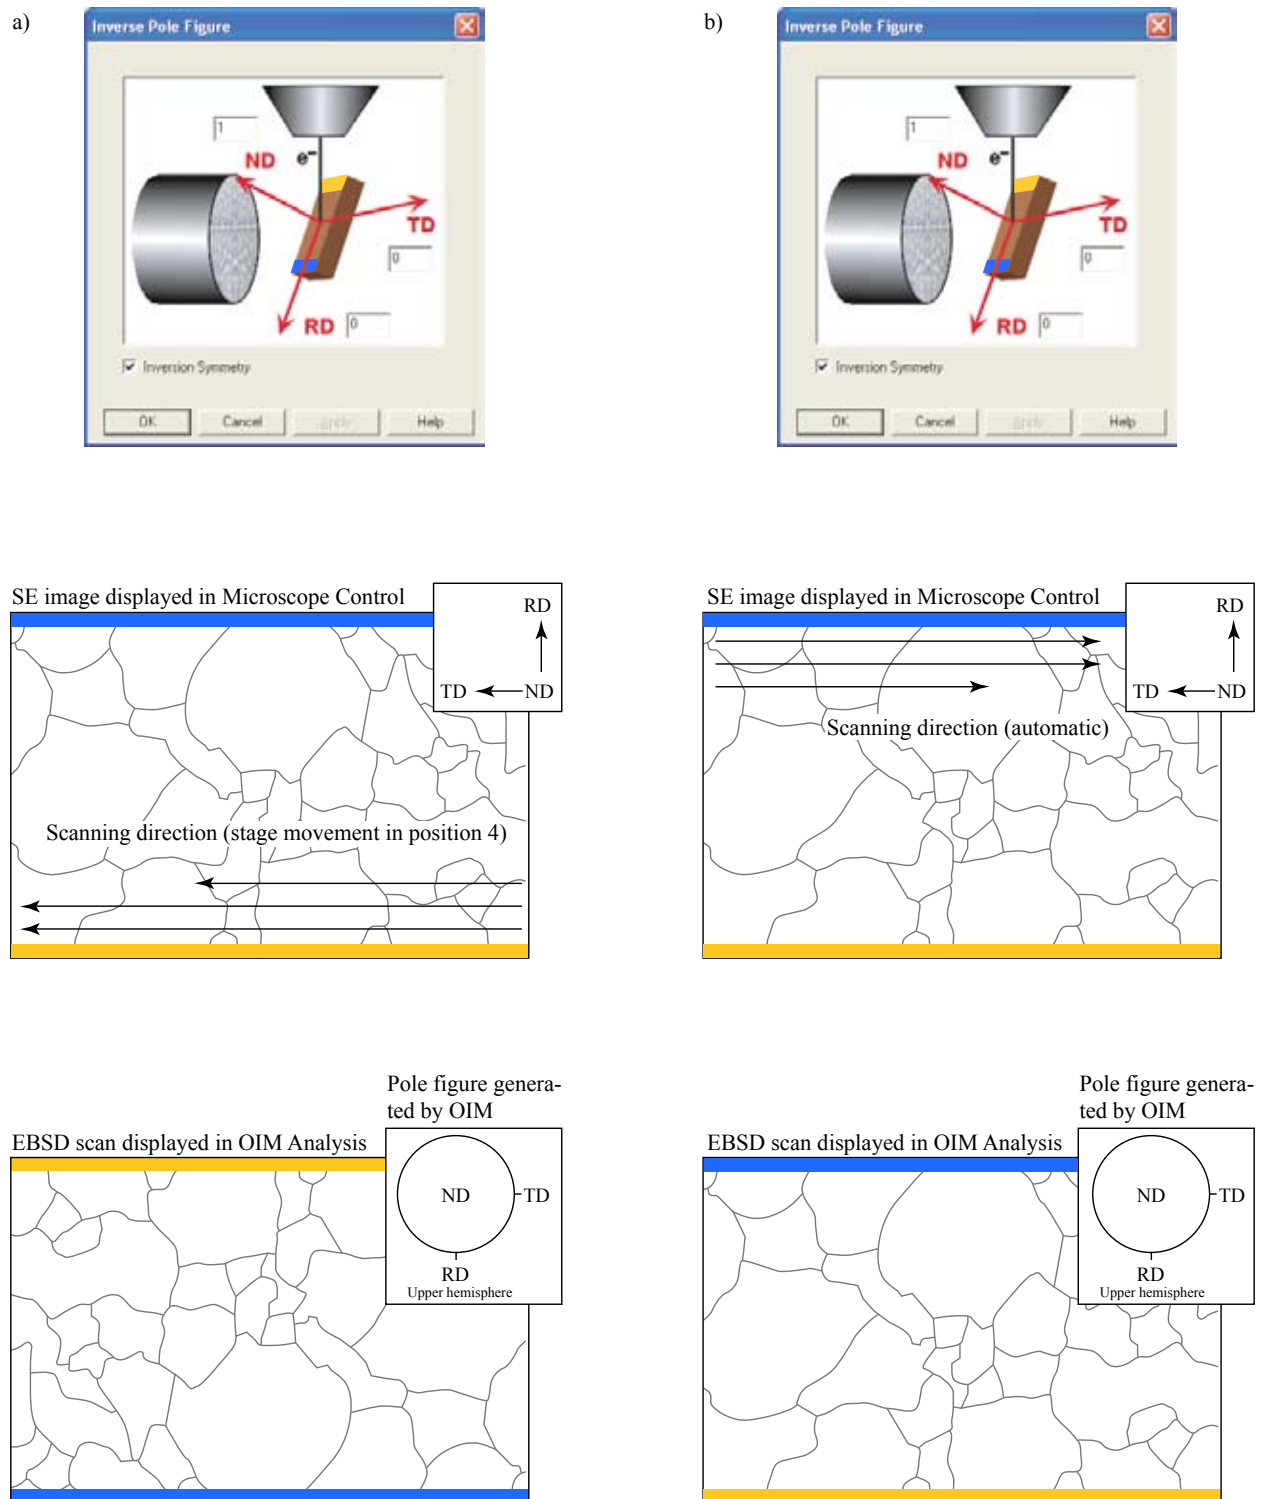 a)
Inverse Pole Figure
1
ND
e-
TD
0
RD
0
Inversion Symmetry
OK
Cancel
Apply
Help
b)
Inverse Pole Figure
1
ND
e-
TD
0
RD
0
Inversion Symmetry
OK
Cancel
Apply
Help
SE image displayed in Microscope Control
RD
TD
ND
Scanning direction (stage movement in position 4)
SE image displayed in Microscope Control
RD
TD
ND
Scanning direction (automatic)
Pole figure genera-
ted by OIM
EBSD scan displayed in OIM Analysis
ND
TD
RD
Upper hemisphere
Pole figure genera-
ted by OIM
EBSD scan displayed in OIM Analysis
ND
TD
RD
Upper hemisphere